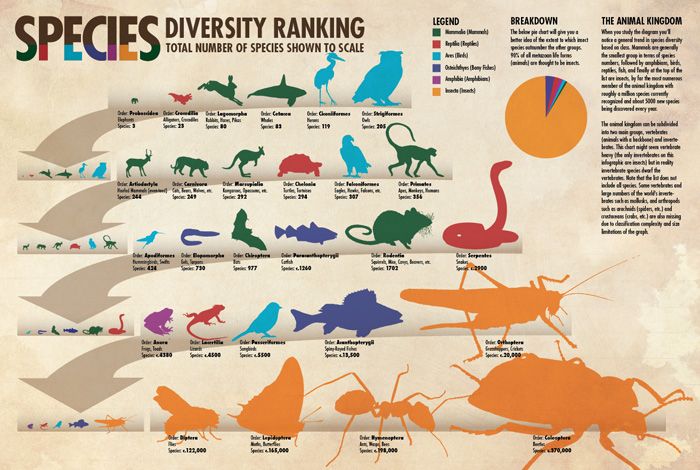 SPECIES DIVERSITY RANKING
TOTAL NUMBER OF SPECIES SHOWN TO SCALE
LEGEND
Mammalia (Mammals)
Reptilia (Reptiles)
Aves (Birds)
Osteichthyes (Bony Fishes)
Amphibia (Amphibians)
Insecta (Insects)
BREAKDOWN
The below pie chart will give you a
better idea of the extent to which insect
species outnumber the other groups.
90% of all metazoan life forms
(animals) are thought to be insects.
THE ANIMAL KINGDOM
When you study the diagram you'll
notice a general trend in species diversity
based on class. Mammals are generally
the smallest group in terms of species
numbers, followed by amphibians, birds,
reptiles, fish, and finally at the top of the
list are insects, by far the most numerous
member of the animal kingdom with
roughly a million species currently
recognized and about 5000 new species
being discovered every year.
The animal kingdom can be subdivided
into two main groups, vertebrates
(animals with a backbone) and inverte-
brates. This chart might seem vertebrate
heavy (the only invertebrates on this
infographic are insects) but in reality
invertebrate species dwarf the
vertebrates. Note that the list does not
include all species. Some vertebrates and
large numbers of the world's inverte-
brates such as mollusks, and arthropods
such as arachnids (spiders, etc.) and
crustaceans (crabs, etc.) are also missing
due to classification complexity and size
limitations of the graph.
Order: Proboscidea
Elephants
Species: 3
Order: Crocodilia
Alligators, Crocodiles
Species: 23
Order: Lagomorpha
Rabbits, Hares, Pikas
Species: 80
Order: Cetacea
Whales
Species: 83
Order: Ciconiiformes
Herons
Species: 119
Order: Strigiformes
Owls
Species: 205
Order: Artiodactyla
Hoofed Mammals (even-toed)
Species: 244
Order: Carnivora
Cats, Bears, Wolves, etc.
Species: 249
Order: Marsupialia
Kangaroos, Opossums, etc.
Species: 292
Order: Chelonia
Turtles, Tortoises
Species: 294
Order: Falconiformes
Eagles, Hawks, Falcons, etc.
Species: 307
Order: Primates
Apes, Monkeys, Humans
Species: 356
Order: Apodiformes
Hummingbirds, Swifts
Species: 424
Order: Elopomorpha
Eels, Tarpons
Species: 730
Order: Chiroptera
Bats
Species: 977
Order: Paracanthopterygii
Catfish
Species: c.1260
Order: Rodentia
Squirrels, Mice, Cavys, Beavers, etc.
Species: 1702
Order: Serpentes
Snakes
Species: c.2900
Order: Anura
Frogs, Toads
Species: c.4380
Order: Lacertilia
Lizards
Species: c.4500
Order: Passeriformes
Songbirds
Species: c.5500
Order: Acanthopterygii
Spiny-Rayed Fishes
Species: c.13,500
Order: Orthoptera
Grasshoppers, Crickets
Species: c.20,000
Order: Diptera
Flies
Species: c.122,000
Order: Lepidoptera
Moths, Butterflies
Species: c.165,000
Order: Hymenoptera
Ants, Wasps, Bees
Species: c.198,000
Order: Coleoptera
Beetles
Species: c.370,000